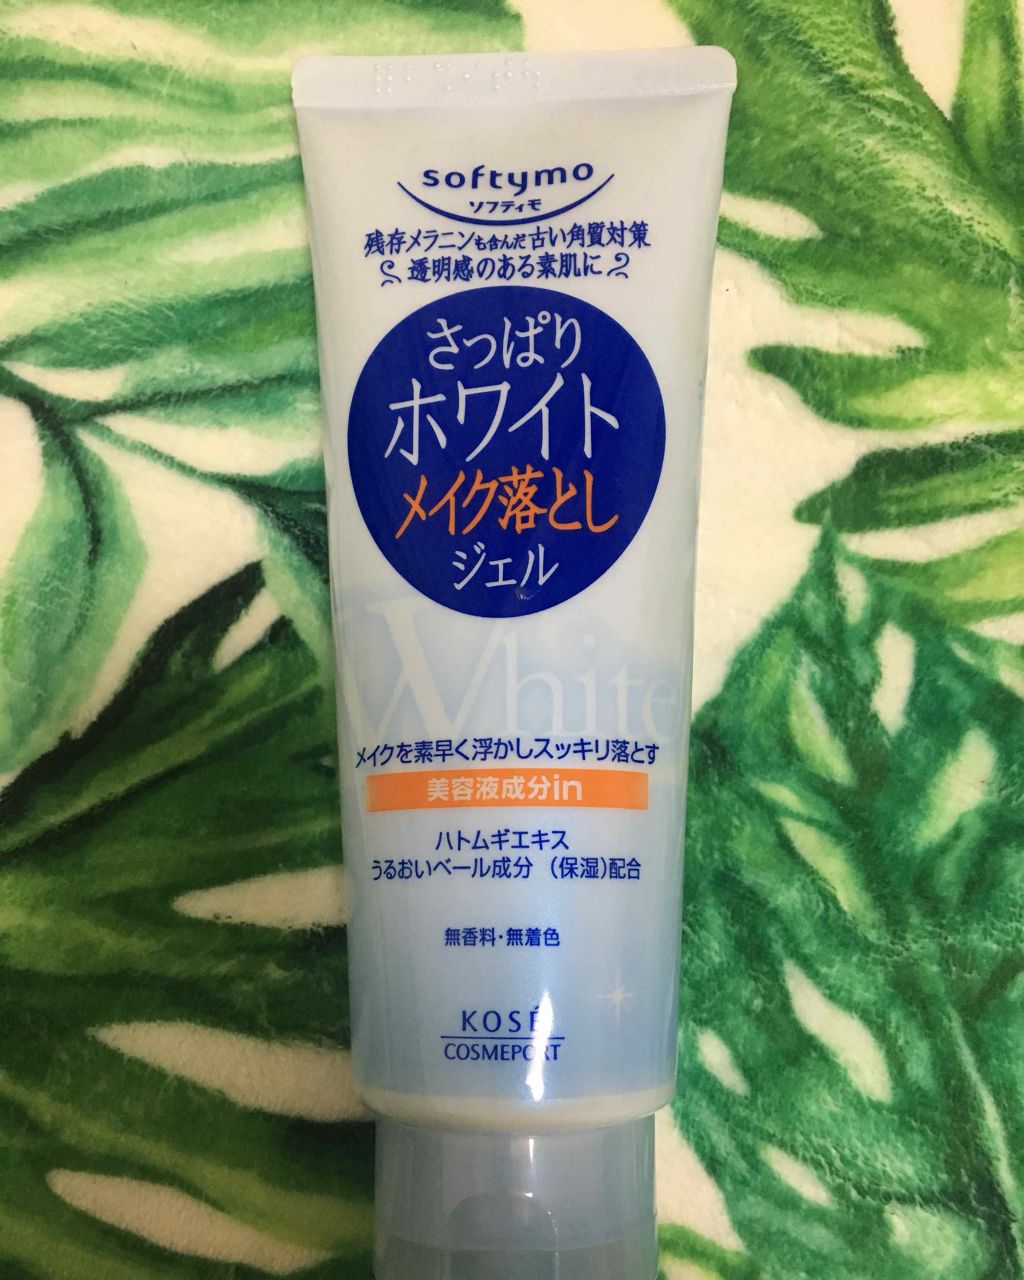 softymo
ソフティモ
残存メラニンも含んだ古い角質対策
透明感のある素肌に
さっぱり
ホワイト
メイク落とし
ジェル
White
メイクを素早く浮かしスッキリ落とす
美容液成分in
ハトムギエキス
うるおいベール成分 (保湿)配合
無香料・無着色
KOSÉ
COSMEPORT